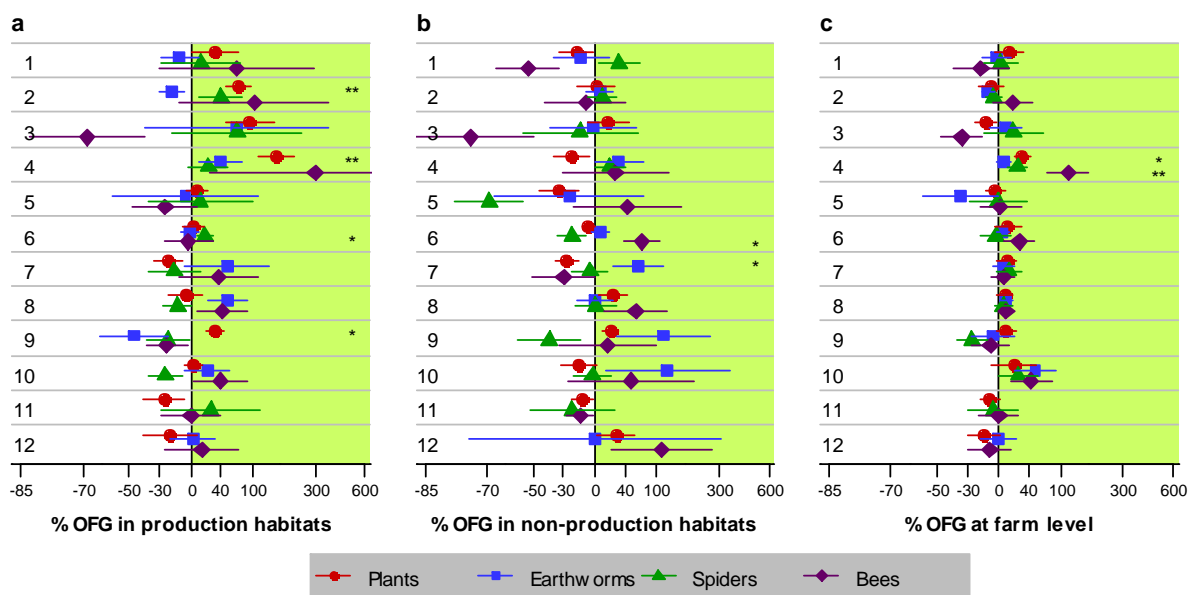 a b c
1 1 1
2 ** 2 2
3 3 3
4 ** 4 4 *
**
5 5 5
6 * 6 * 6
7 7 * 7
8 8 8
9 * 9 9
10 10 10
11 11 11
12 12 12
-85 -70 -50 -30 0 40 100 300 600 -85 -70 -50 -30 0 40 100 300 600 -85 -70 -50 -30 0 40 100 300 600
% OFG in production habitats % OFG in non-production habitats % OFG at farm level
Plants Earthworms Spiders Bees